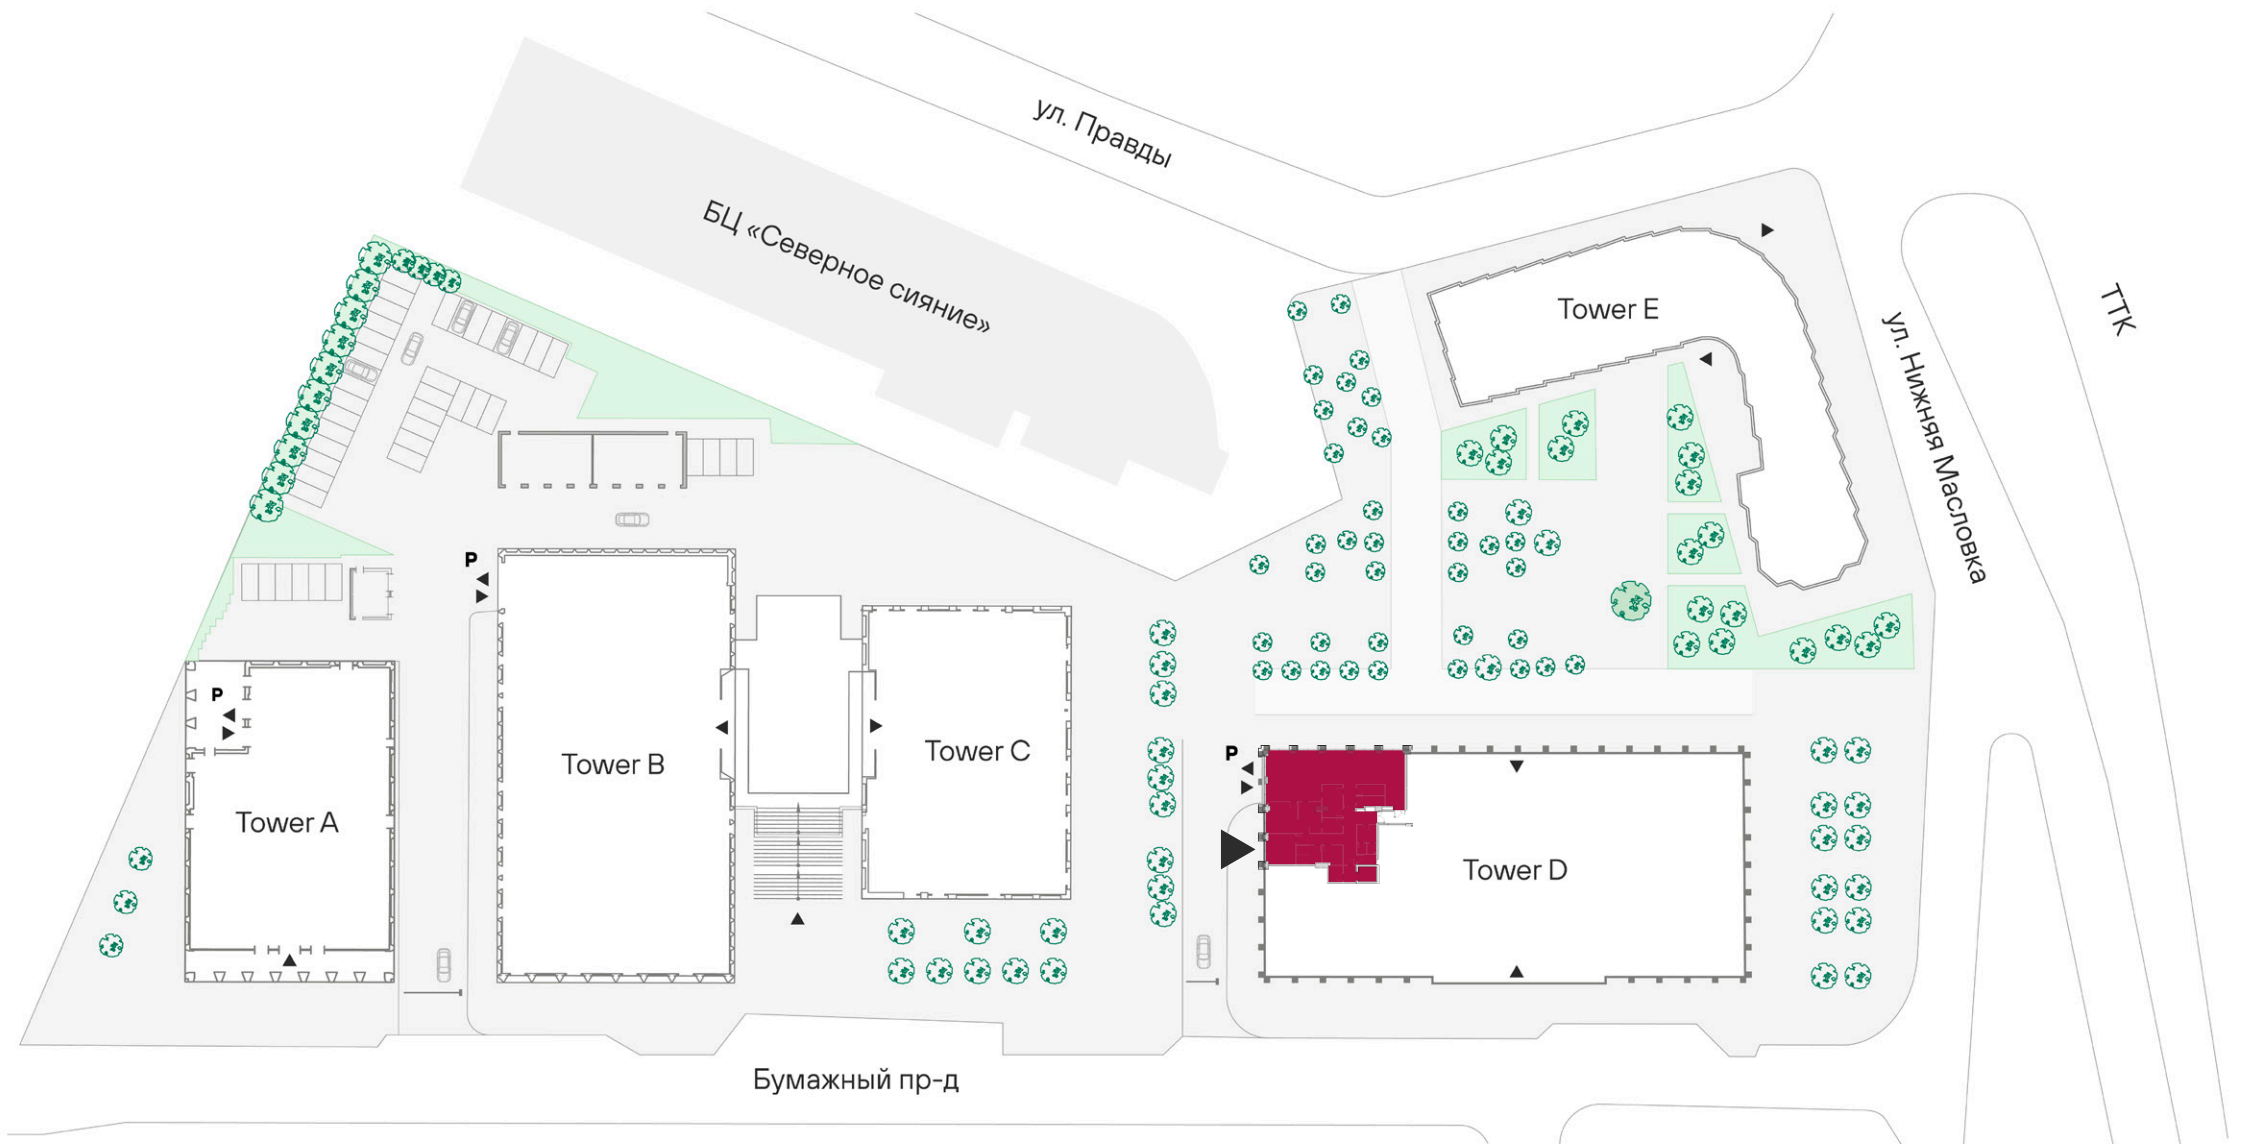 ул. Правды
БЦ «Северное сияние»
Tower E
ТТК
ул. Нижняя Масловка
P
P
Tower B
Tower C
P
Tower A
Tower D
Бумажный пр-д